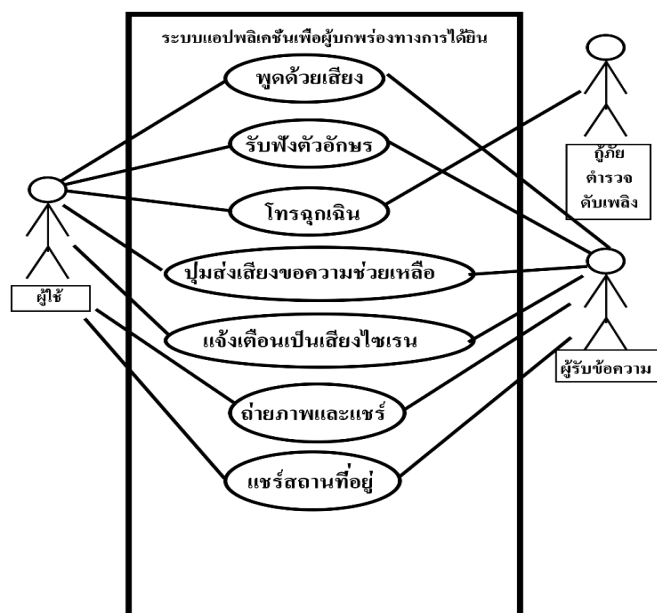 ระบบแอปพลิเคชันเพื่อผู้บกพร่องทางการได้ยิน
พูดด้วยเสียง
รับฟังตัวอักษร
โทรฉุกเฉิน
ปุ่มส่งเสียงขอความช่วยเหลือ
แจ้งเตือนเป็นเสียงไซเรน
ถ่ายภาพและแชร์
แชร์สถานที่อยู่
ผู้ใช้
กู้ภัย
ตำรวจ
ดับเพลิง
ผู้รับข้อความ